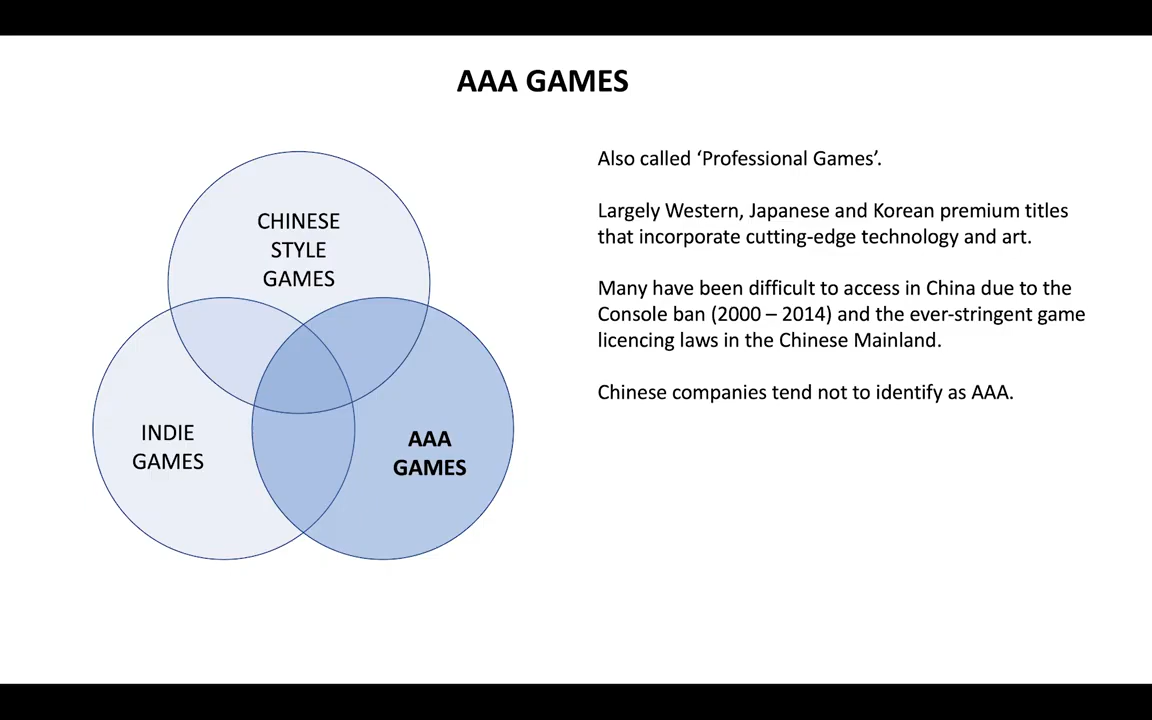 AAA GAMES
CHINESE
STYLE
GAMES
INDIE
GAMES
AAA
GAMES
Also called ‘Professional Games’.
Largely Western, Japanese and Korean premium titles
that incorporate cutting-edge technology and art.
Many have been difficult to access in China due to the
Console ban (2000 – 2014) and the ever-stringent game
licencing laws in the Chinese Mainland.
Chinese companies tend not to identify as AAA.